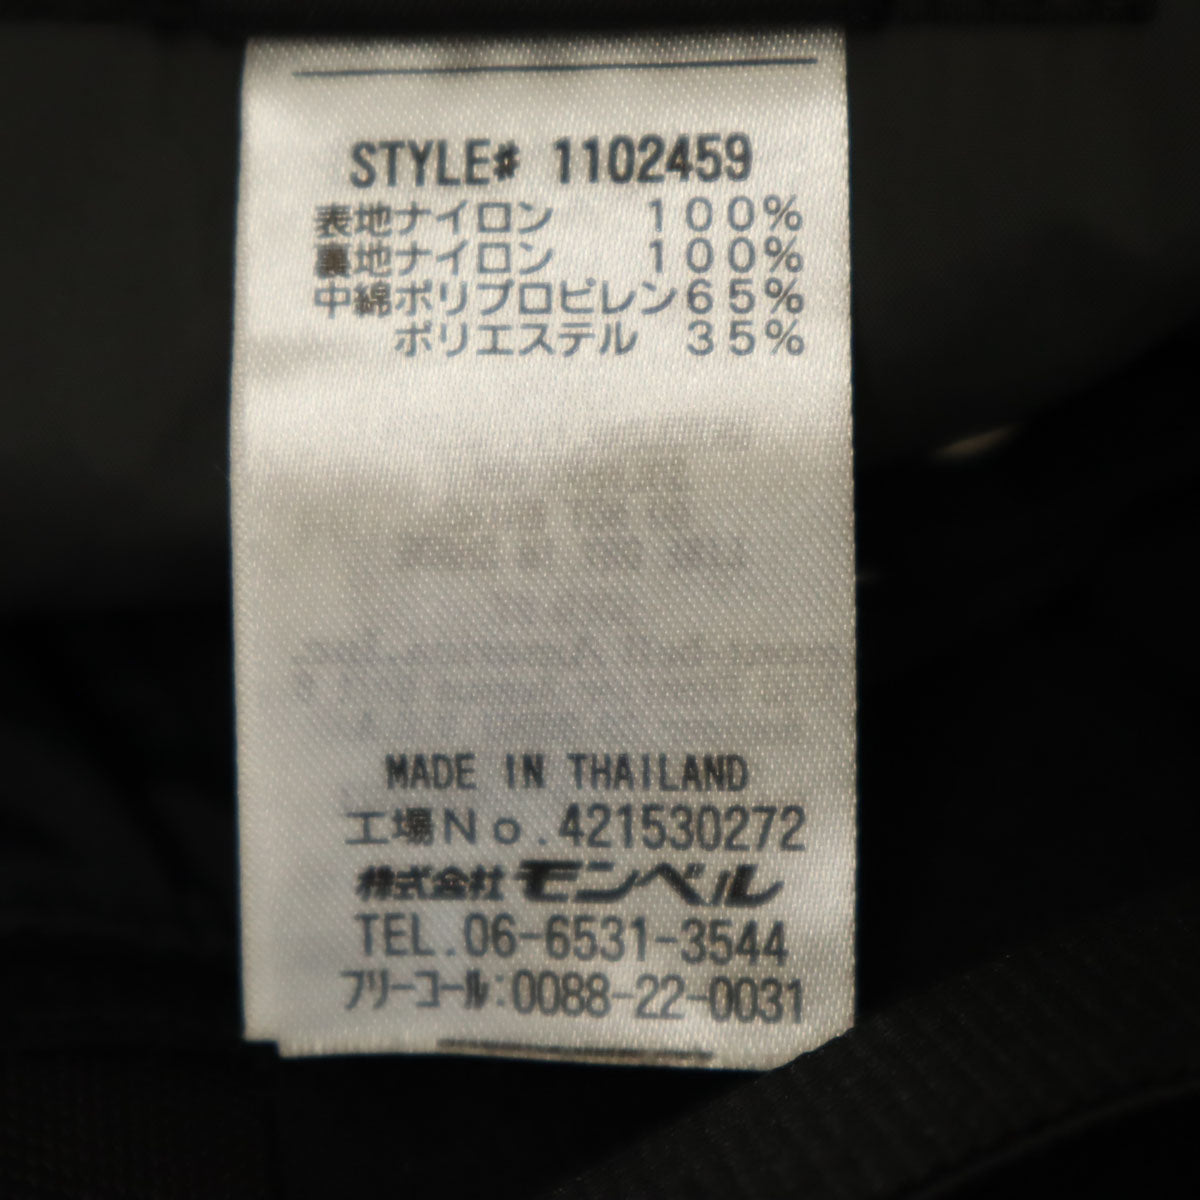 STYLE# 1102459
表地ナイロン 100%
裏地ナイロン 100%
中綿ポリプロピレン65%
ポリエステル 35%
MADE IN THAILAND
工場No.421530272
株式会社モンベル
TEL.06-6531-3544
フリーコール:0088-22-0031